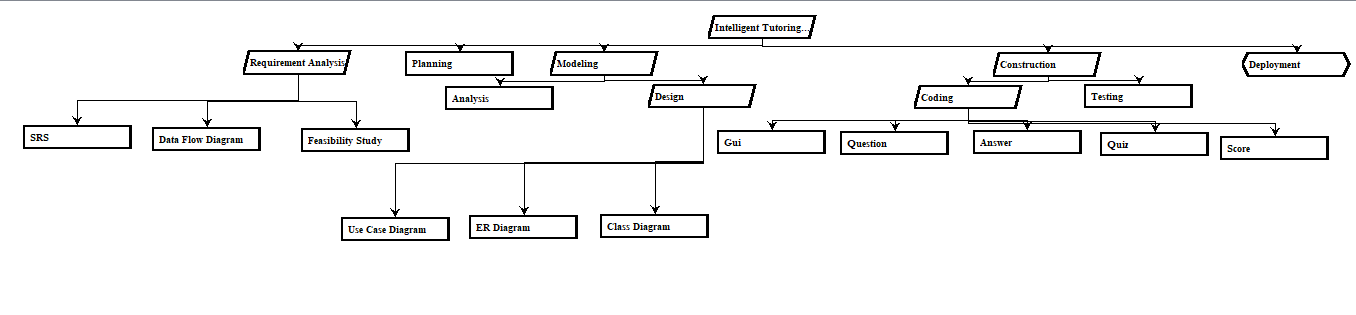 Intelligent Tutoring...
Requirement Analysis
Planning
Modeling
Construction
Deployment
Analysis
Design
Coding
Testing
SRS
Data Flow Diagram
Feasibility Study
Gui
Question
Answer
Quiz
Score
Use Case Diagram
ER Diagram
Class Diagram